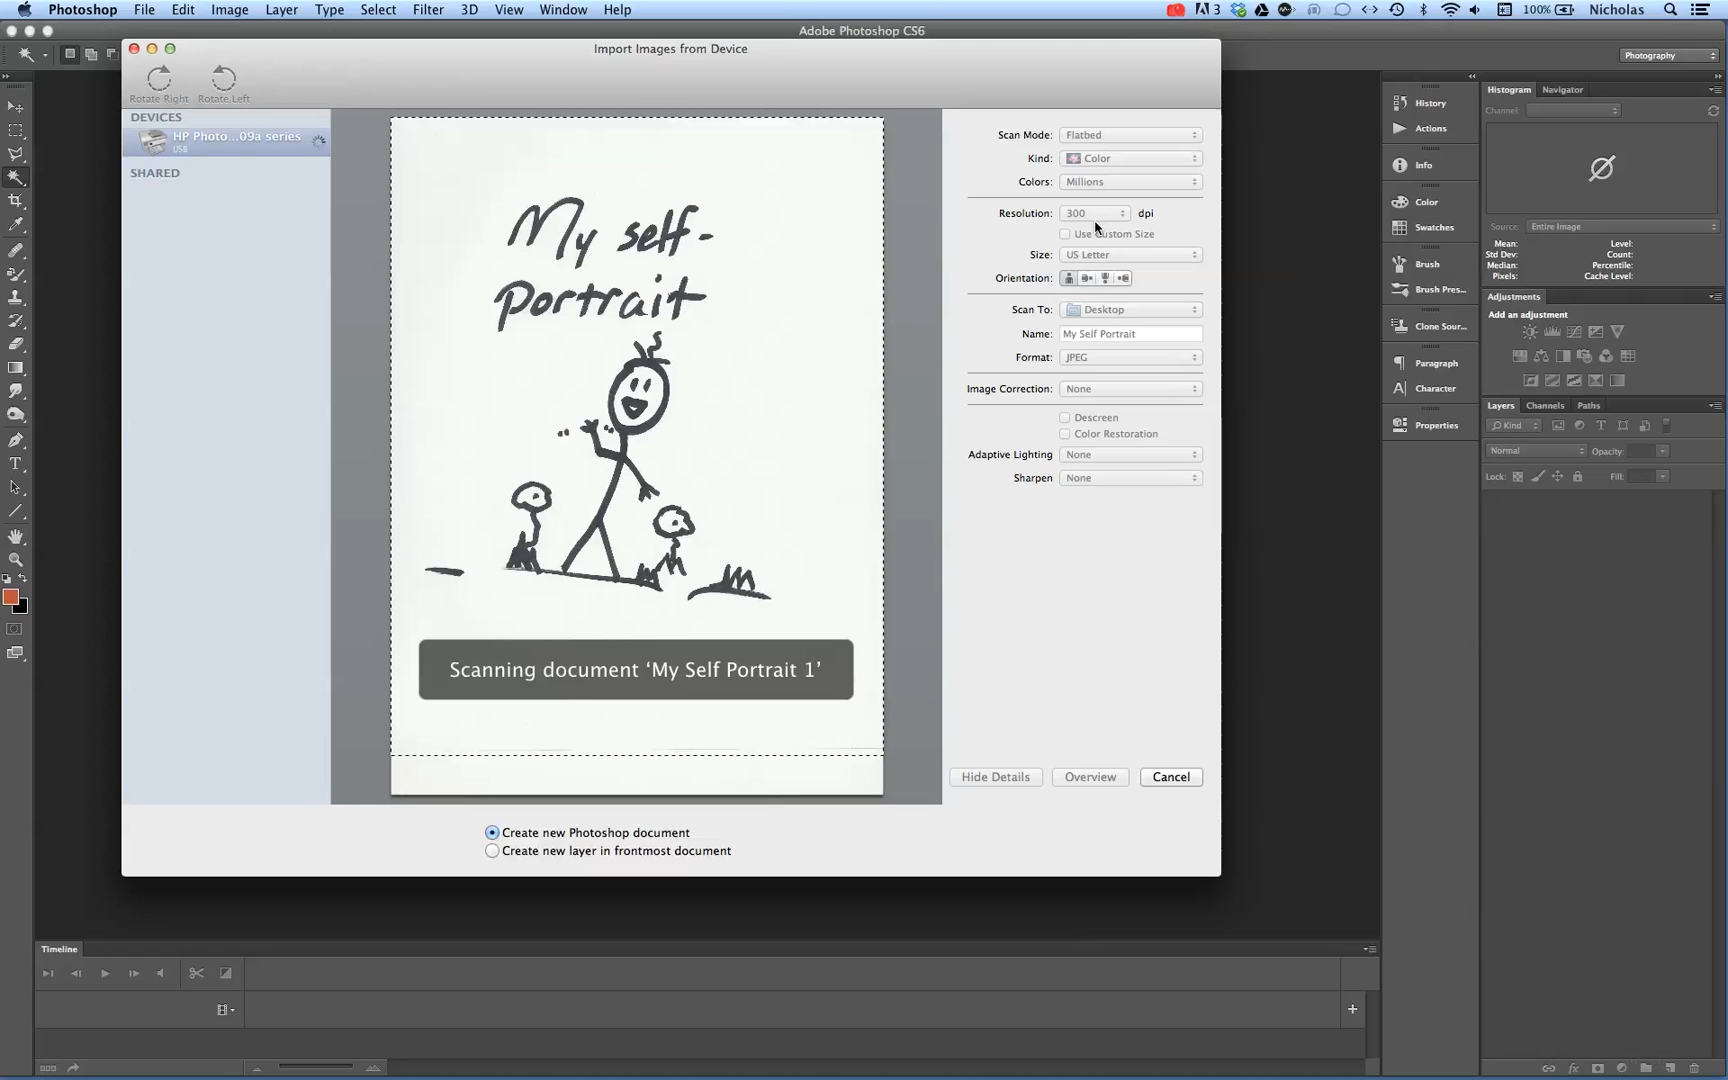 Photoshop File Edit Image Layer Type Select Filter 3D View Window Help 3 100% Nicholas
Adobe Photoshop CS6
Import Images from Device
Photography
Rotate Right Rotate Left
DEVICES
HP Photo...09a series
USB
SHARED
My self-
portrait
Scanning document ‘My Self Portrait 1’
Scan Mode: Flatbed
Kind: Color
Colors: Millions
Resolution: 300 dpi
Use Custom Size
Size: US Letter
Orientation:
Scan To: Desktop
Name: My Self Portrait
Format: JPEG
Image Correction: None
Descreen
Color Restoration
Adaptive Lighting None
Sharpen None
Hide Details Overview Cancel
Create new Photoshop document
Create new layer in frontmost document
History
Actions
Info
Color
Swatches
Brush
Brush Pres...
Clone Sour...
Paragraph
Character
Properties
Histogram Navigator
Channel:
Source: Entire Image
Mean: Level:
Std Dev: Count:
Median: Percentile:
Pixels: Cache Level:
Adjustments
Add an adjustment
Layers Channels Paths
Kind
Normal Opacity:
Lock: Fill:
Timeline